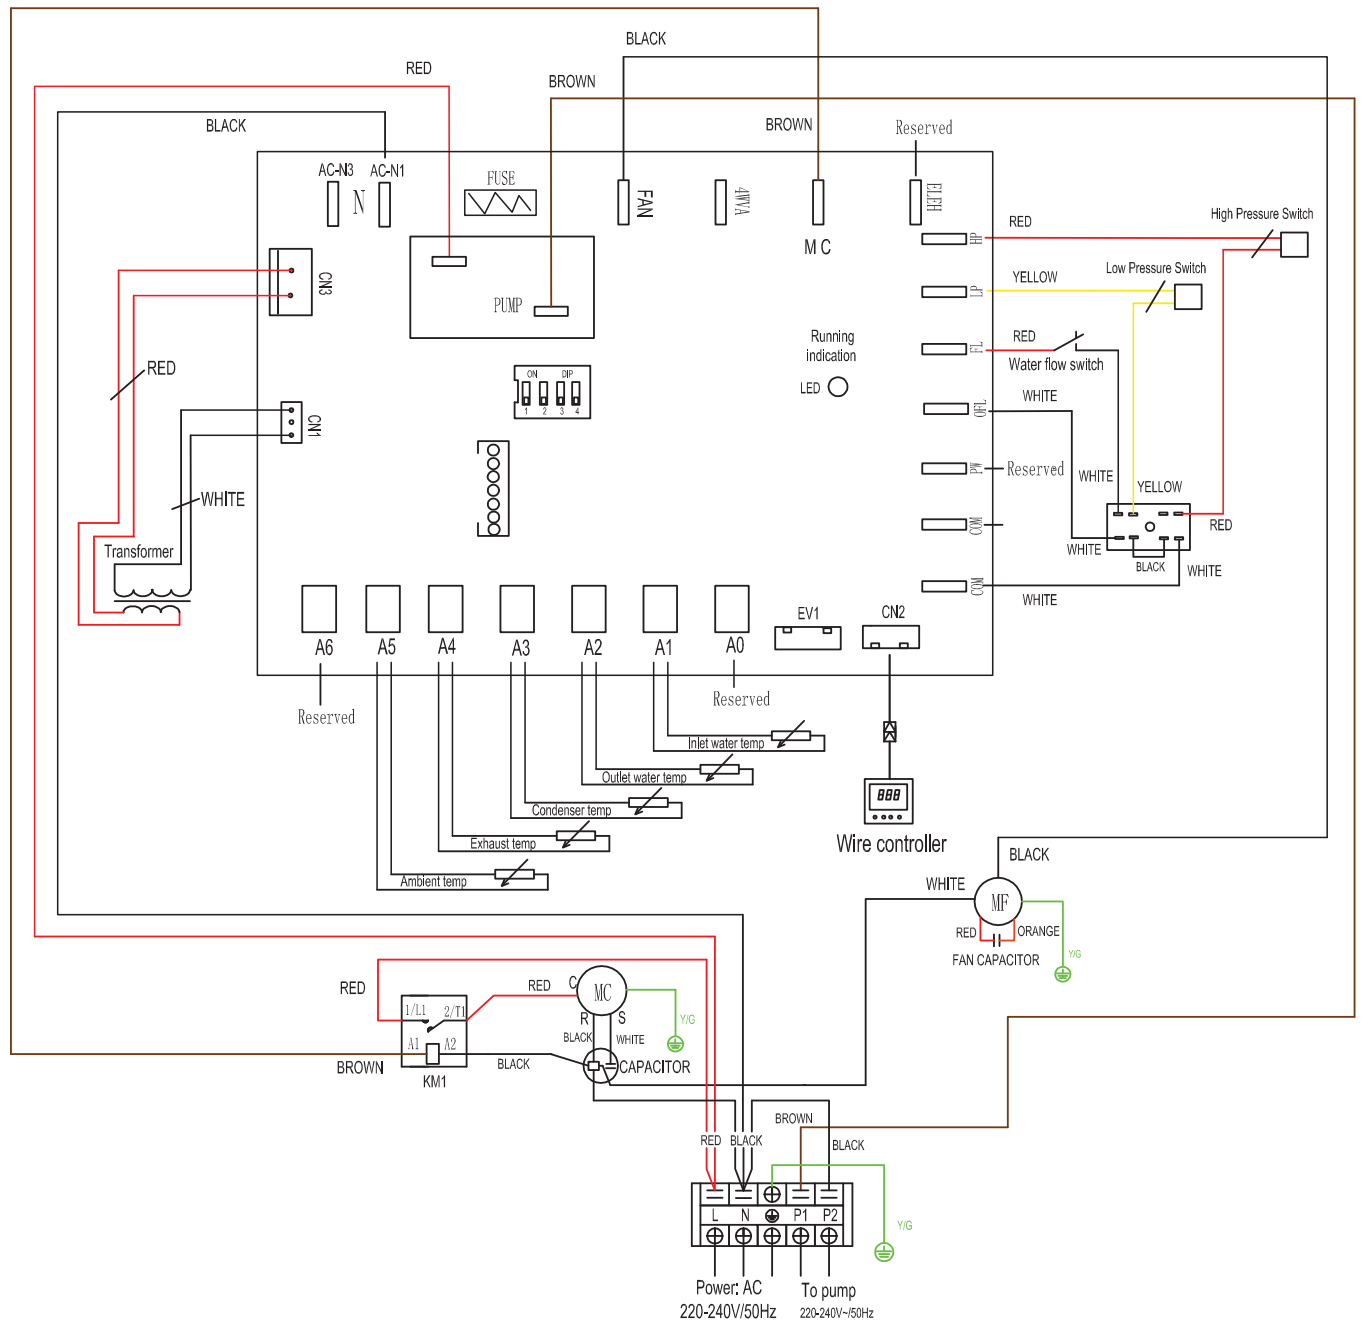 BLACK
RED
BROWN
BLACK
BROWN
Reserved
AC-N3
AC-N1
N
FUSE
FAN
4WVA
M C
ELEH
RED
HP
High Pressure Switch
CN3
PUMP
YELLOW
LP
Low Pressure Switch
Running
indication
LED
RED
FL
Water flow switch
RED
ON DIP
1 2 3 4
WHITE
OFL
CN1
PW
Reserved
WHITE
YELLOW
WHITE
COM
RED
WHITE
BLACK
WHITE
Transformer
COM
WHITE
EV1
CN2
A6
A5
A4
A3
A2
A1
A0
Reserved
Reserved
Inlet water temp
Outlet water temp
Condenser temp
Exhaust temp
Ambient temp
888
Wire controller
BLACK
WHITE
MF
RED
ORANGE
FAN CAPACITOR
Y/G
RED
RED
C
MC
R
S
Y/G
1/L1
2/T1
A1
A2
BLACK
WHITE
BROWN
KM1
BLACK
CAPACITOR
RED
BLACK
BROWN
BLACK
L
N
P1
P2
Y/G
Power: AC
220-240V/50Hz
To pump
220-240V~/50Hz